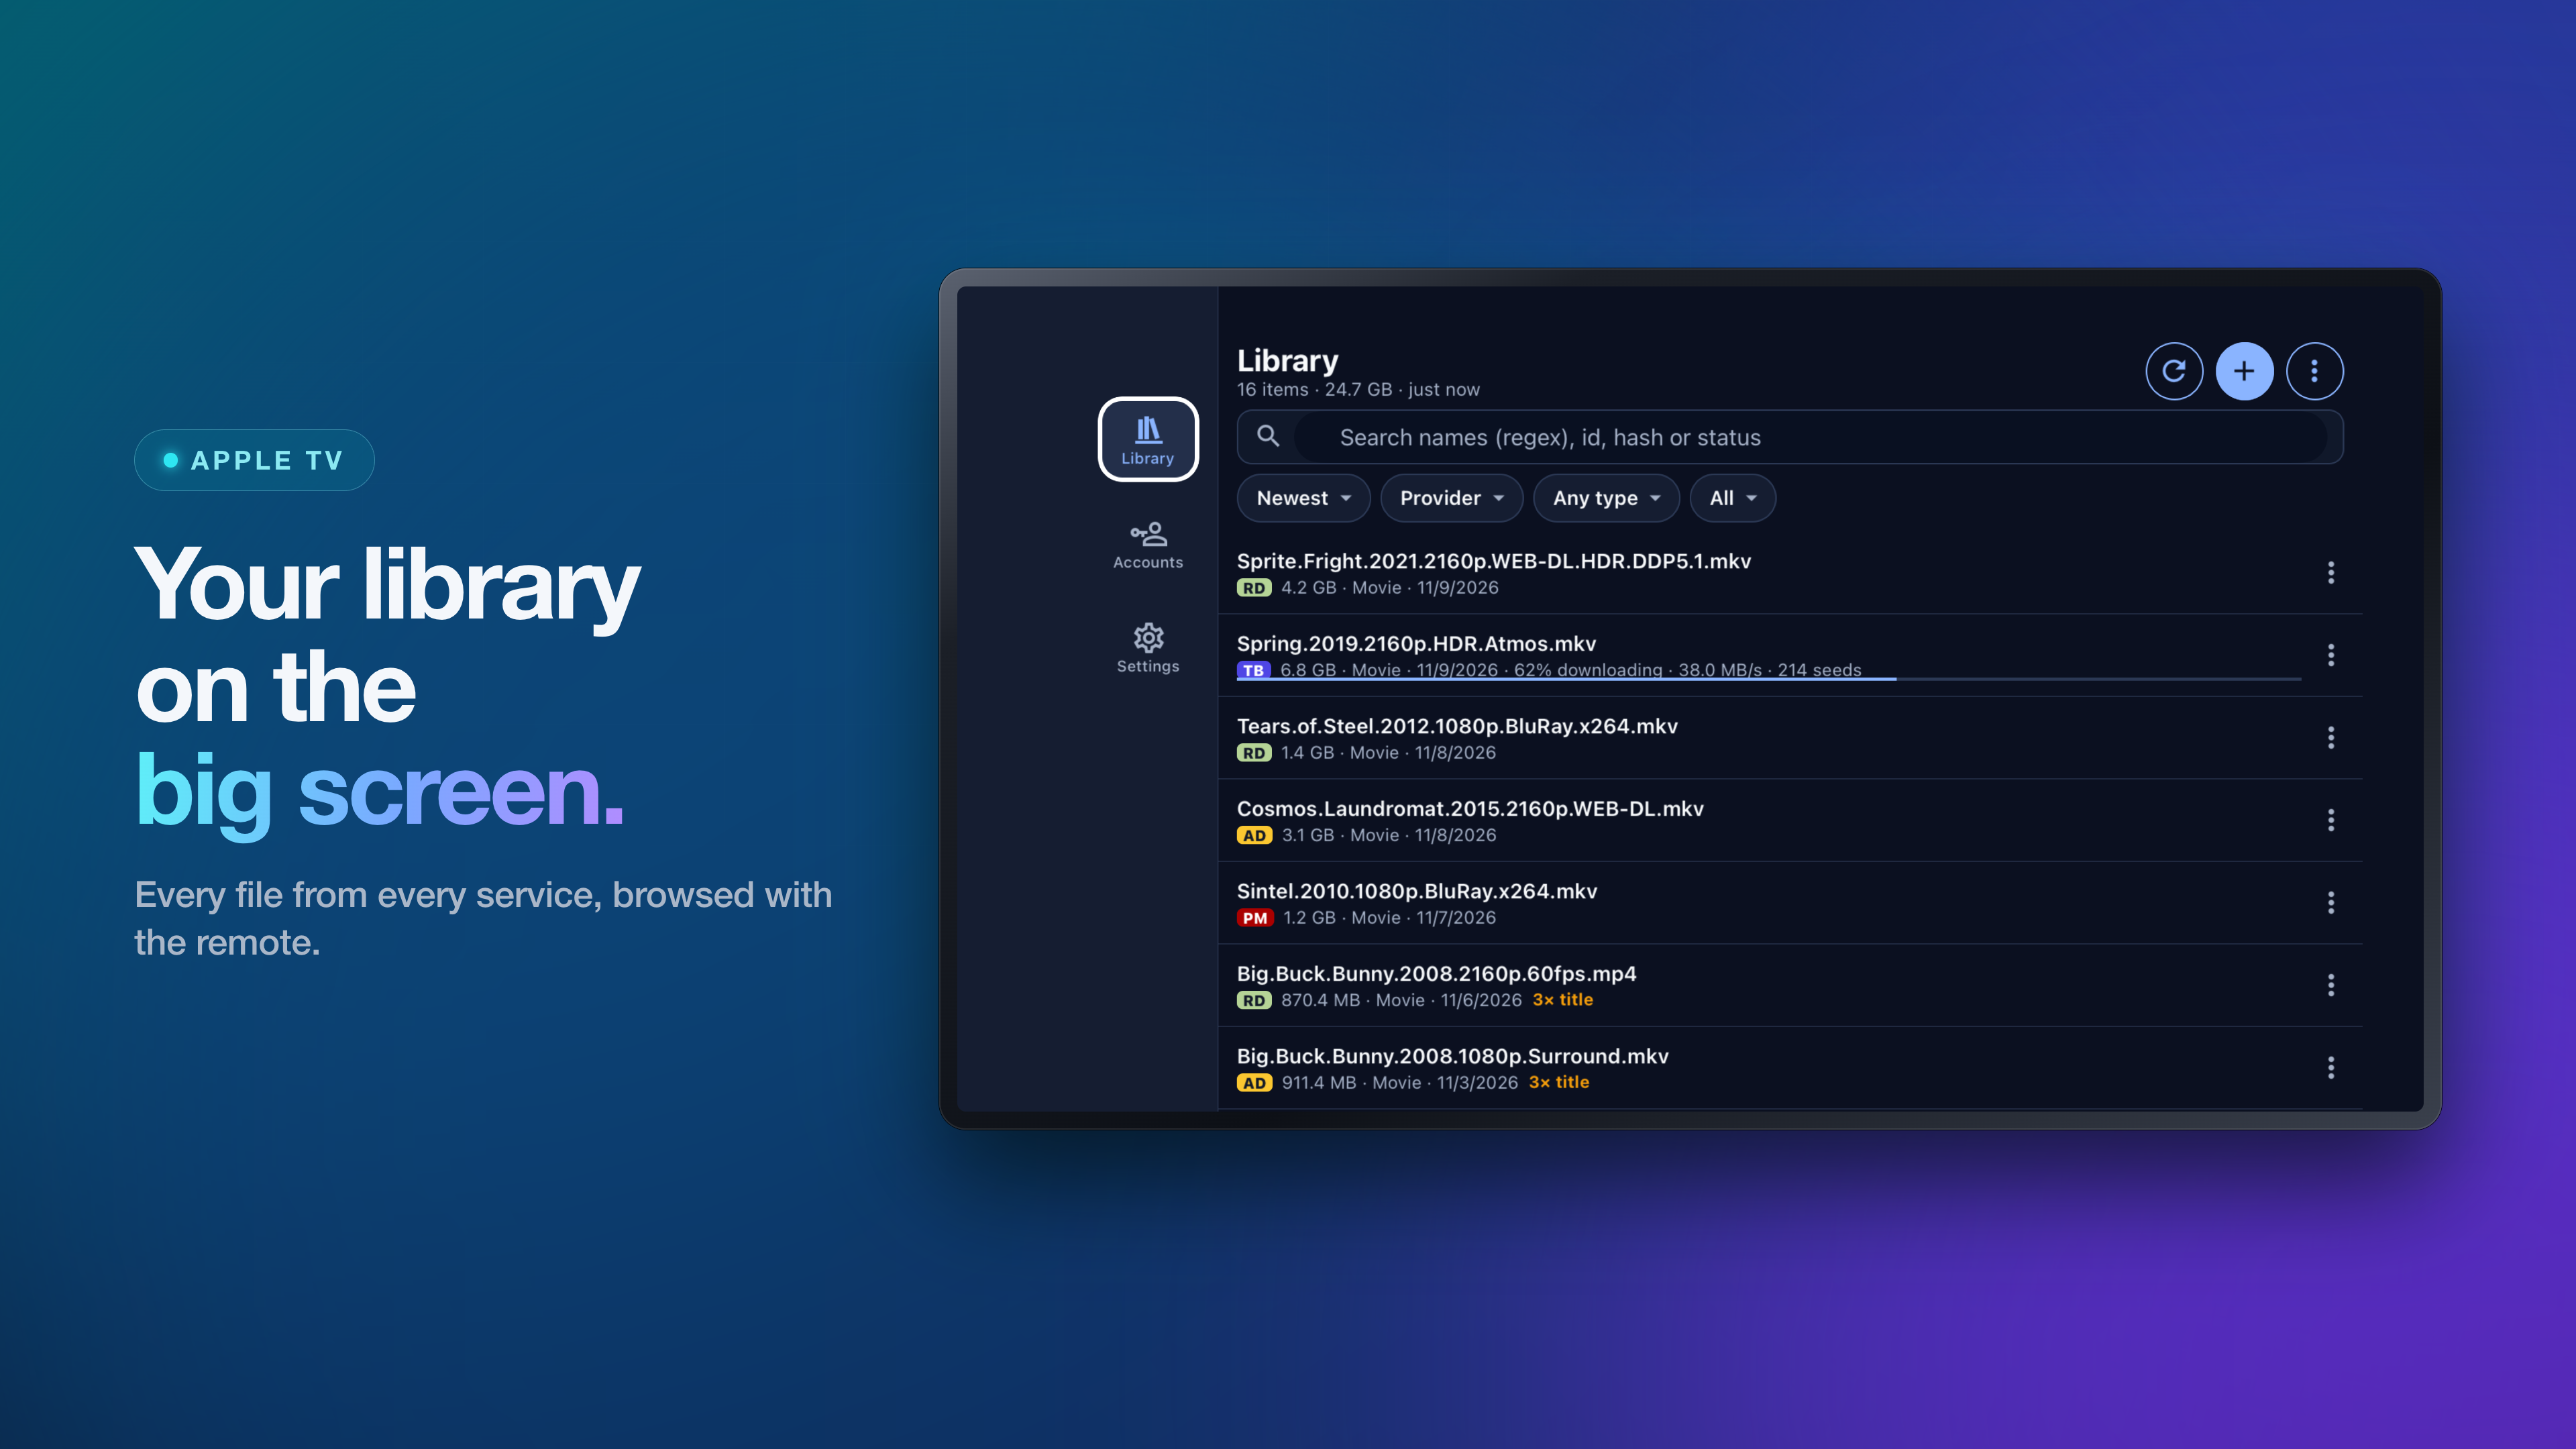 APPLE TV
Your library
on the
big screen.
Every file from every service, browsed with
the remote.
Library
Accounts
Settings
Library
16 items · 24.7 GB · just now
Search names (regex), id, hash or status
Newest
Provider
Any type
All
Sprite.Fright.2021.2160p.WEB-DL.HDR.DDP5.1.mkv
RD 4.2 GB · Movie · 11/9/2026
Spring.2019.2160p.HDR.Atmos.mkv
TB 6.8 GB · Movie · 11/9/2026 · 62% downloading · 38.0 MB/s · 214 seeds
Tears.of.Steel.2012.1080p.BluRay.x264.mkv
RD 1.4 GB · Movie · 11/8/2026
Cosmos.Laundromat.2015.2160p.WEB-DL.mkv
AD 3.1 GB · Movie · 11/8/2026
Sintel.2010.1080p.BluRay.x264.mkv
PM 1.2 GB · Movie · 11/7/2026
Big.Buck.Bunny.2008.2160p.60fps.mp4
RD 870.4 MB · Movie · 11/6/2026 3× title
Big.Buck.Bunny.2008.1080p.Surround.mkv
AD 911.4 MB · Movie · 11/3/2026 3× title